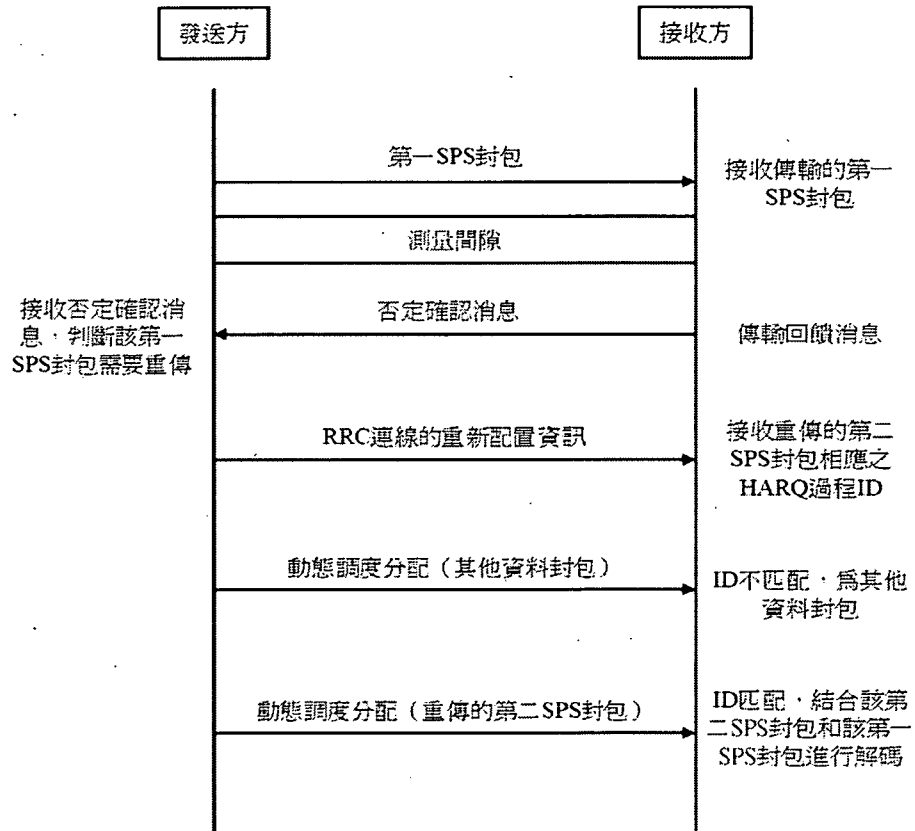 發送方
接收方
第一SPS封包
接收傳輸的第一
SPS封包
測量間隙
接收否定確認消
息，判斷該第一
SPS封包需要重傳
否定確認消息
傳輸回饋消息
RRC連線的重新配置資訊
接收重傳的第二
SPS封包相應之
HARQ過程ID
動態調度分配（其他資料封包）
ID不匹配，爲其他
資料封包
動態調度分配（重傳的第二SPS封包）
ID匹配，結合該第
二SPS封包和該第一
SPS封包進行解碼